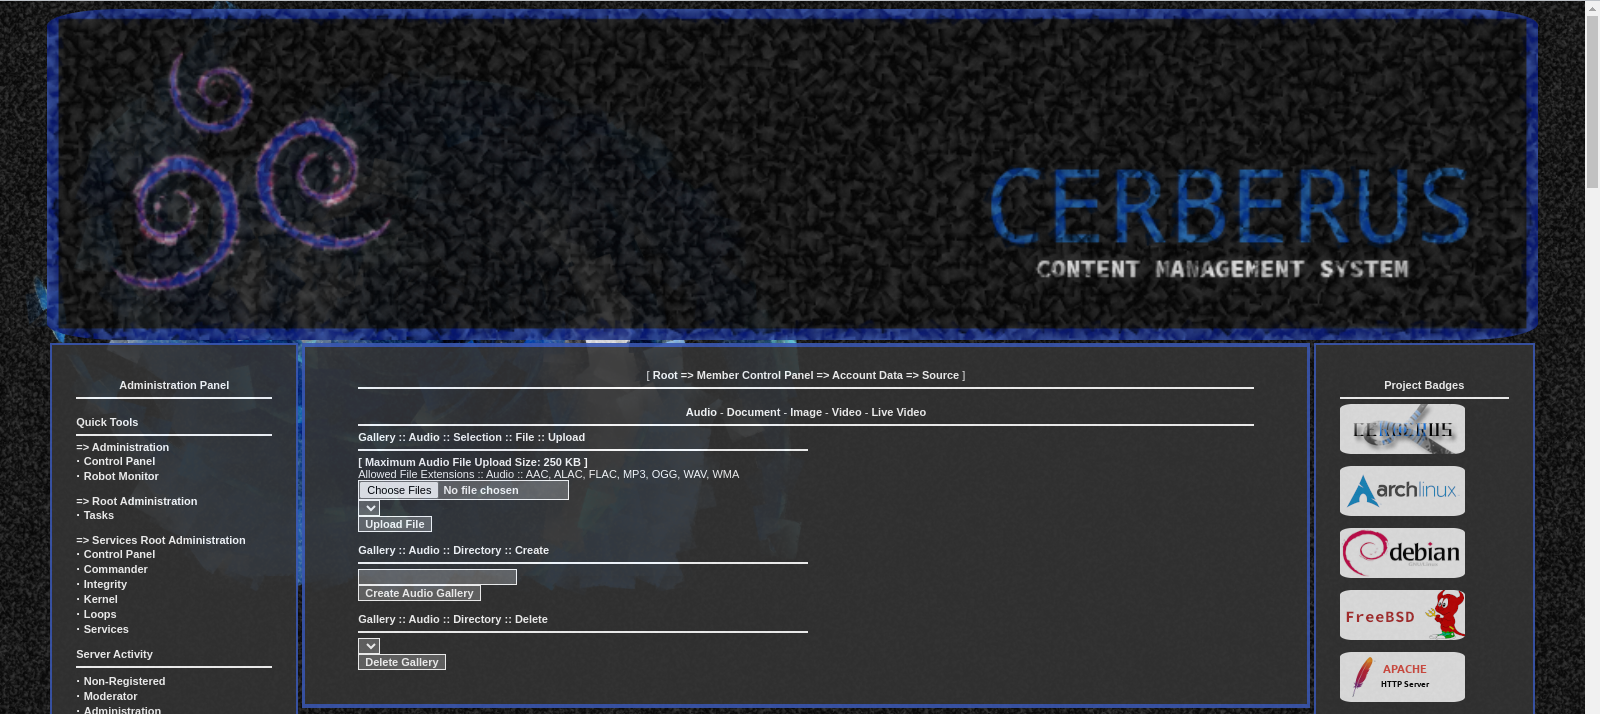 CERBERUS
CONTENT MANAGEMENT SYSTEM
Administration Panel
Quick Tools
=> Administration
· Control Panel
· Robot Monitor
=> Root Administration
· Tasks
=> Services Root Administration
· Control Panel
· Commander
· Integrity
· Kernel
· Loops
· Services
Server Activity
· Non-Registered
· Moderator
· Administration
[ Root => Member Control Panel => Account Data => Source ]
Audio - Document - Image - Video - Live Video
Gallery :: Audio :: Selection :: File :: Upload
[ Maximum Audio File Upload Size: 250 KB ]
Allowed File Extensions :: Audio :: AAC, ALAC, FLAC, MP3, OGG, WAV, WMA
Choose Files No file chosen
Upload File
Gallery :: Audio :: Directory :: Create
Create Audio Gallery
Gallery :: Audio :: Directory :: Delete
Delete Gallery
Project Badges
CERBERUS
archlinux
debian
FreeBSD
APACHE
HTTP Server